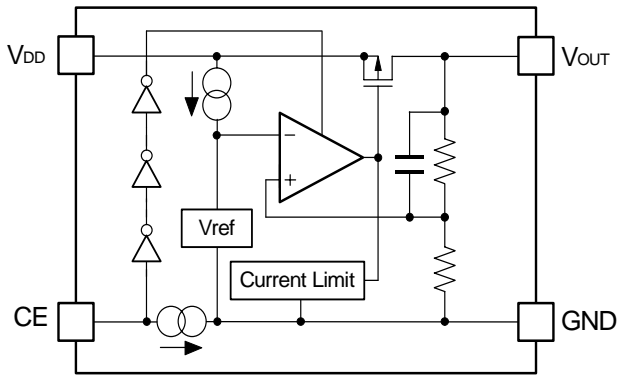 VDD
VOUT
−
+
Vref
Current Limit
CE
GND